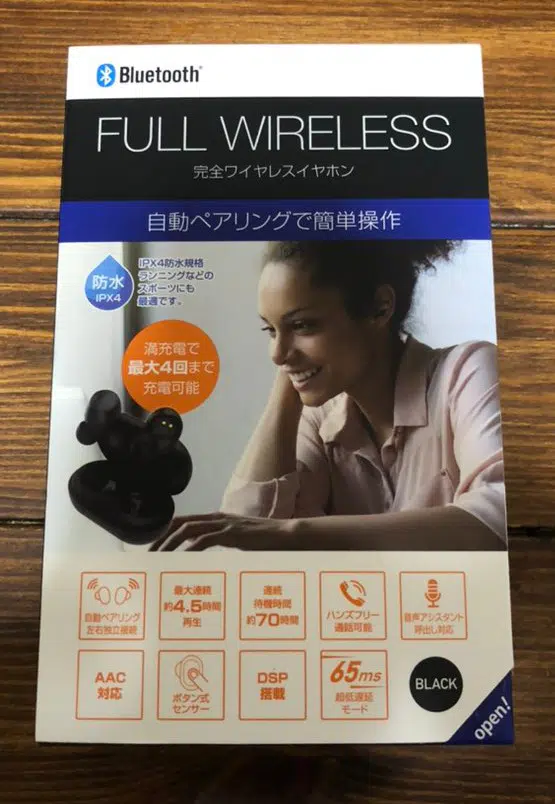 Bluetooth®
FULL WIRELESS
完全ワイヤレスイヤホン
自動ペアリングで簡単操作
防水
IPX4
IPX4防水規格
ランニングなどの
スポーツにも
最適です。
満充電で
最大4回まで
充電可能
自動ペアリング
左右独立接続
最大連続
約4.5時間
再生
連続
待機時間
約70時間
ハンズフリー
通話可能
音声アシスタント
呼出し対応
AAC
対応
ボタン式
センサー
DSP
搭載
65ms
超低遅延
モード
BLACK
open!